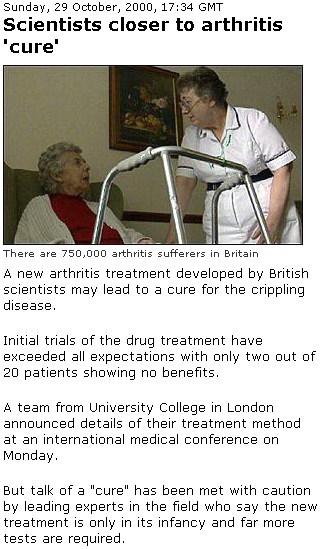 Sunday, 29 October, 2000, 17:34 GMT
Scientists closer to arthritis
'cure'
There are 750,000 arthritis sufferers in Britain
A new arthritis treatment developed by British
scientists may lead to a cure for the crippling
disease.
Initial trials of the drug treatment have
exceeded all expectations with only two out of
20 patients showing no benefits.
A team from University College in London
announced details of their treatment method
at an international medical conference on
Monday.
But talk of a "cure" has been met with caution
by leading experts in the field who say the new
treatment is only in its infancy and far more
tests are required.